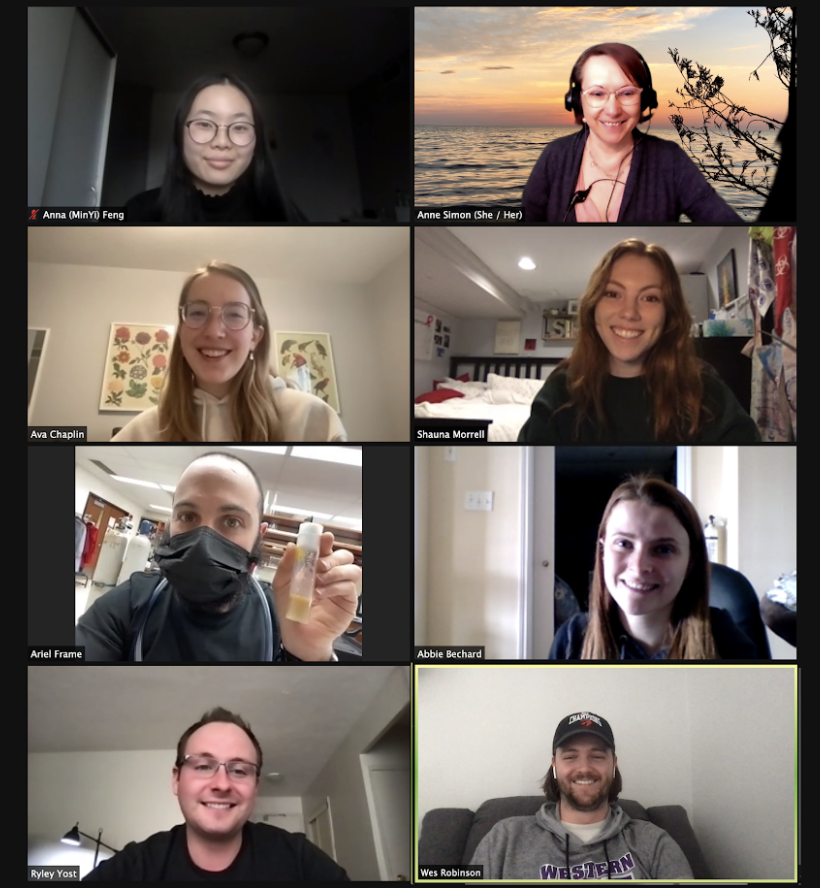 Anna (MinYi) Feng
Anne Simon (She / Her)
Ava Chaplin
Shauna Morrell
Ariel Frame
Abbie Bechard
CHAMPIONS
Ryley Yost
Wes Robinson
WESTERN